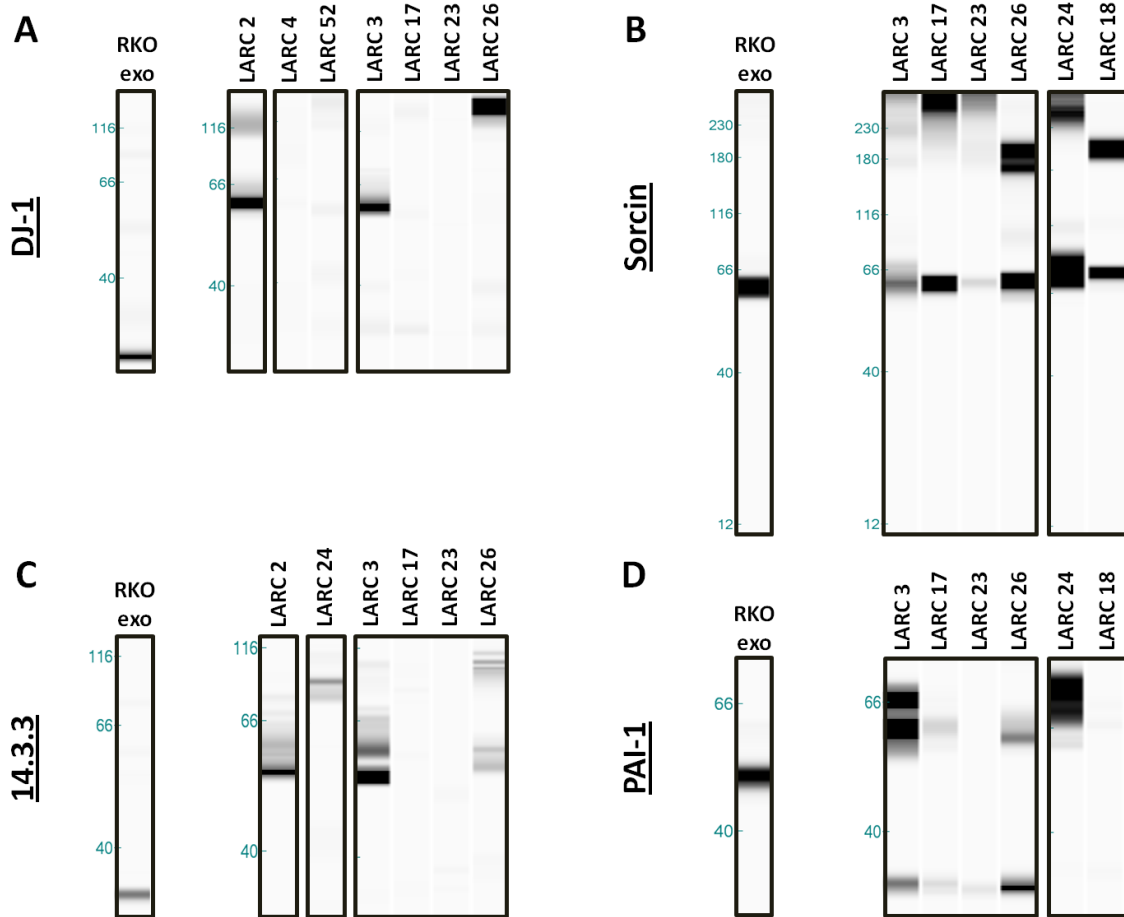 A
RKO
exo
LARC 2
LARC 4
LARC 52
LARC 3
LARC 17
LARC 23
LARC 26
116
66
40
116
66
40
DJ-1
B
RKO
exo
LARC 3
LARC 17
LARC 23
LARC 26
LARC 24
LARC 18
230
180
116
66
40
12
230
180
116
66
40
12
Sorcin
C
RKO
exo
LARC 2
LARC 24
LARC 3
LARC 17
LARC 23
LARC 26
116
66
40
116
66
40
14.3.3
D
RKO
exo
LARC 3
LARC 17
LARC 23
LARC 26
LARC 24
LARC 18
66
40
66
40
PAI-1